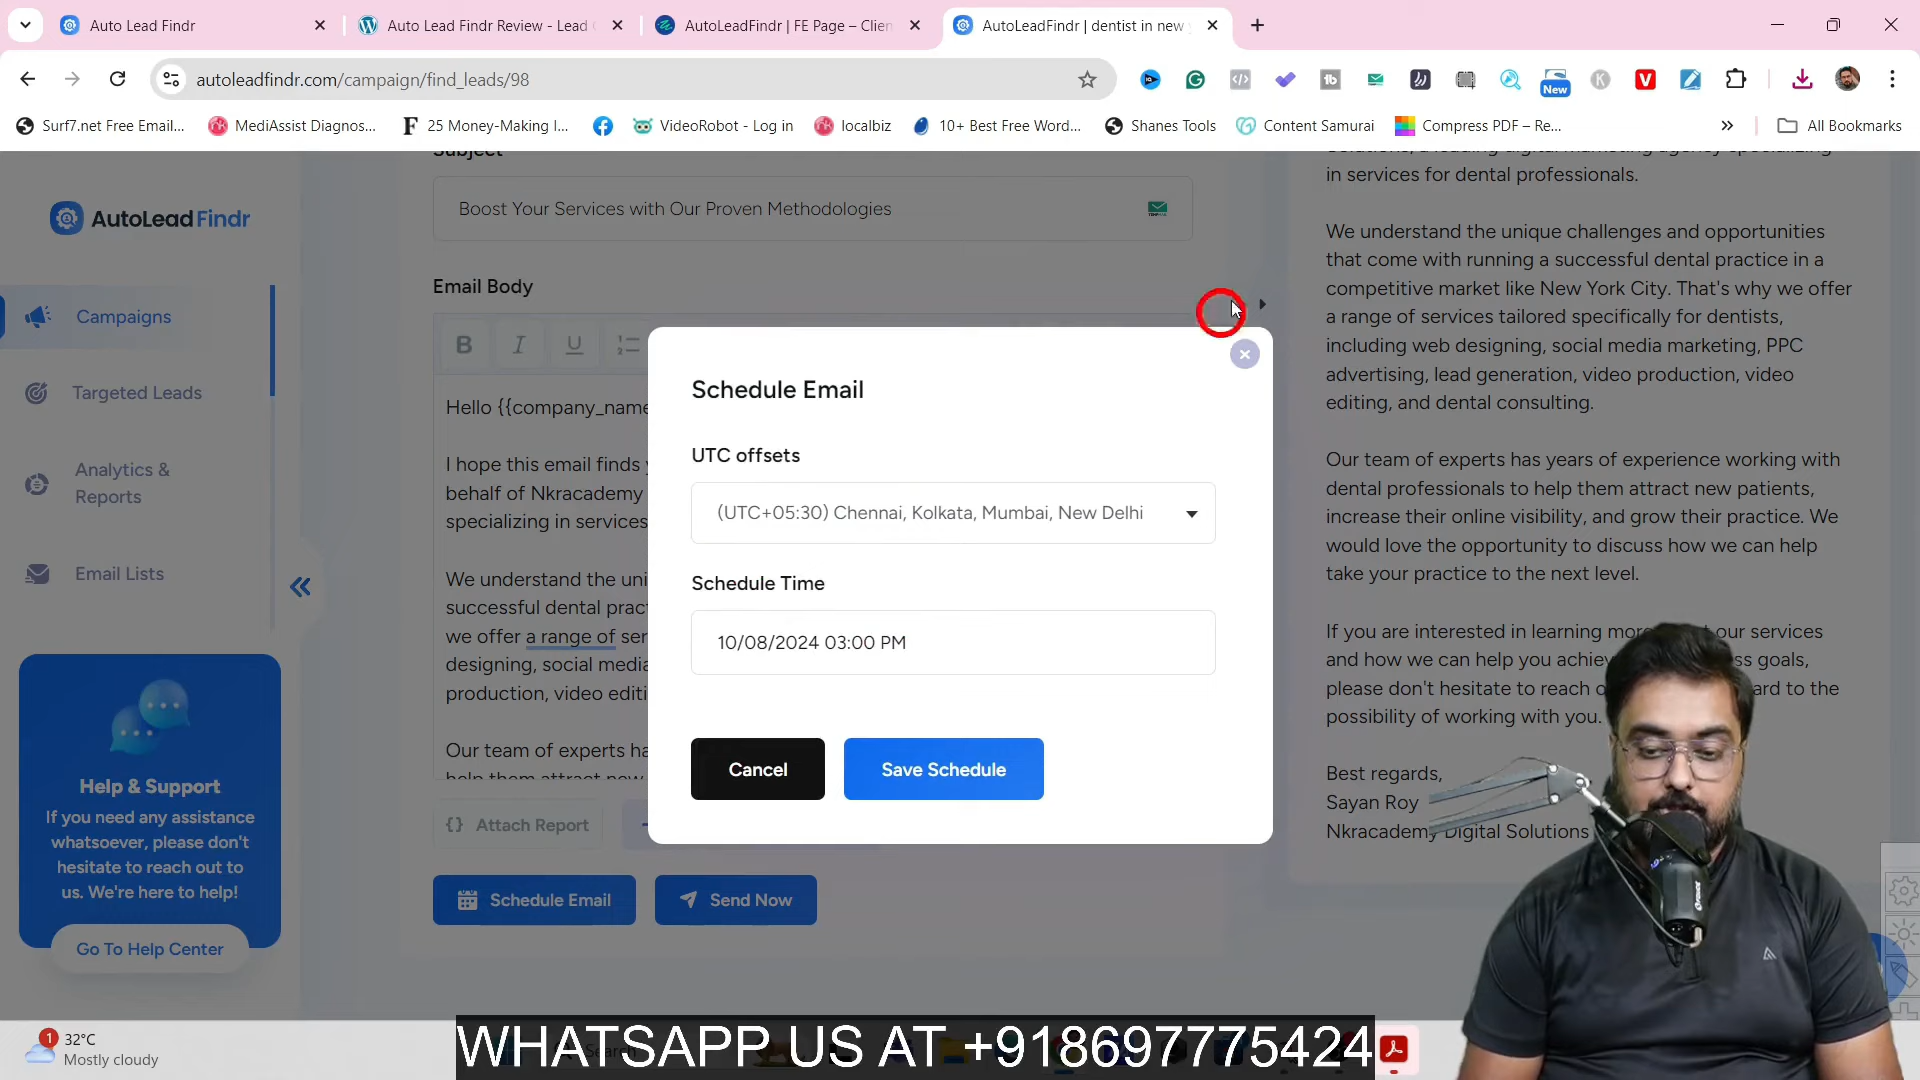 Auto Lead Findr
Auto Lead Findr Review - Lead
AutoLeadFindr | FE Page – Clien
AutoLeadFindr | dentist in new
autoleadfindr.com/campaign/find_leads/98
New
Surf7.net Free Email...
MediAssist Diagnos...
25 Money-Making I...
VideoRobot - Log in
localbiz
10+ Best Free Word...
Shanes Tools
Content Samurai
Compress PDF – Re...
All Bookmarks
AutoLeadFindr
Campaigns
Targeted Leads
Analytics &
Reports
Email Lists
Help & Support
If you need any assistance
whatsoever, please don't
hesitate to reach out to
us. We're here to help!
Go To Help Center
Subject
Boost Your Services with Our Proven Methodologies
Email Body
B I U
Hello {{company_name
I hope this email finds
behalf of Nkracademy
specializing in services
We understand the uni
successful dental prac
we offer a range of ser
designing, social media
production, video editi
Our team of experts ha
help them attract new
{} Attach Report
Schedule Email
Send Now
Schedule Email
UTC offsets
(UTC+05:30) Chennai, Kolkata, Mumbai, New Delhi
Schedule Time
10/08/2024 03:00 PM
Cancel
Save Schedule
Solutions, a leading digital marketing agency specializing
in services for dental professionals.
We understand the unique challenges and opportunities
that come with running a successful dental practice in a
competitive market like New York City. That's why we offer
a range of services tailored specifically for dentists,
including web designing, social media marketing, PPC
advertising, lead generation, video production, video
editing, and dental consulting.
Our team of experts has years of experience working with
dental professionals to help them attract new patients,
increase their online visibility, and grow their practice. We
would love the opportunity to discuss how we can help
take your practice to the next level.
If you are interested in learning more our services
and how we can help you achiev ss goals,
please don't hesitate to reach o ard to the
possibility of working with you.
Best regards,
Sayan Roy
Nkracademy Digital Solutions
1
32°C
Mostly cloudy
WHATSAPP US AT +918697775424